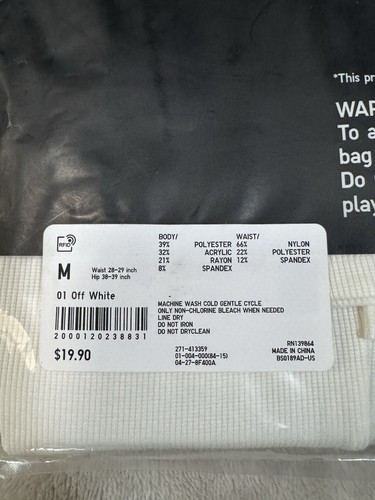 *This pr
WAR
To a
bag
Do
play
RFID
BODY/ WAIST/
39% POLYESTER 66% NYLON
32% ACRYLIC 22% POLYESTER
21% RAYON 12% SPANDEX
8% SPANDEX
M Waist 28-29 inch
Hip 38-39 inch
01 Off White
MACHINE WASH COLD GENTLE CYCLE
ONLY NON-CHLORINE BLEACH WHEN NEEDED
LINE DRY
DO NOT IRON
DO NOT DRYCLEAN
2000120238831
$19.90
271-413359
01-004-000(84-15)
04-27-8F400A
RN139864
MADE IN CHINA
BS0189AD-US